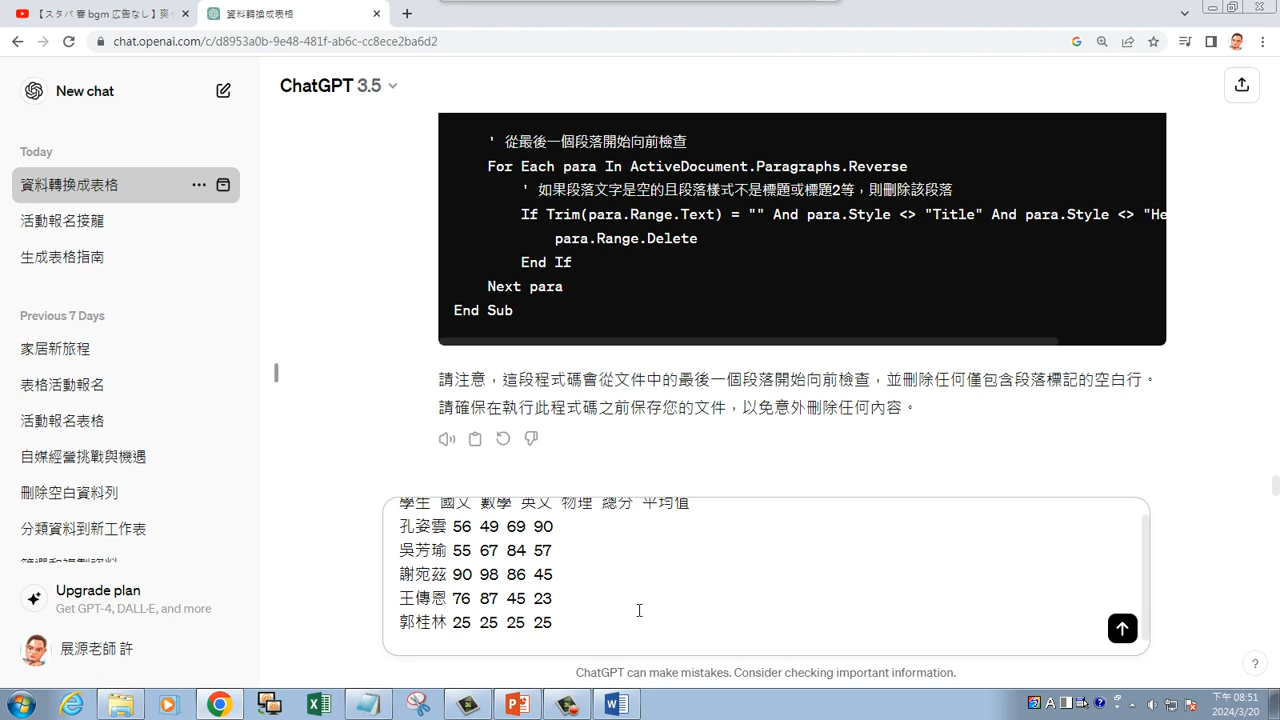 【スタバ 春 bgm 広告なし】爽
資料轉換成表格
chat.openai.com/c/d8953a0b-9e48-481f-ab6c-cc8ece2ba6d2
New chat
ChatGPT 3.5
Today
資料轉換成表格
活動報名接龍
生成表格指南
Previous 7 Days
家居新旅程
表格活動報名
活動報名表格
自媒經營挑戰與機遇
刪除空白資料列
分類資料到新工作表
篩選和複製資料
Upgrade plan
Get GPT-4, DALL·E, and more
展源老師 許
' 從最後一個段落開始向前檢查
For Each para In ActiveDocument.Paragraphs.Reverse
' 如果段落文字是空的且段落樣式不是標題或標題2等，則刪除該段落
If Trim(para.Range.Text) = "" And para.Style <> "Title" And para.Style <> "He
para.Range.Delete
End If
Next para
End Sub
請注意，這段程式碼會從文件中的最後一個段落開始向前檢查，並刪除任何僅包含段落標記的空白行。
請確保在執行此程式碼之前保存您的文件，以免意外刪除任何內容。
學生 國文 數學 英文 物理 總分 平均值
孔姿雲 56 49 69 90
吳芳瑜 55 67 84 57
謝宛茲 90 98 86 45
王傳恩 76 87 45 23
郭桂林 25 25 25 25
ChatGPT can make mistakes. Consider checking important information.
?
下午 08:51
2024/3/20